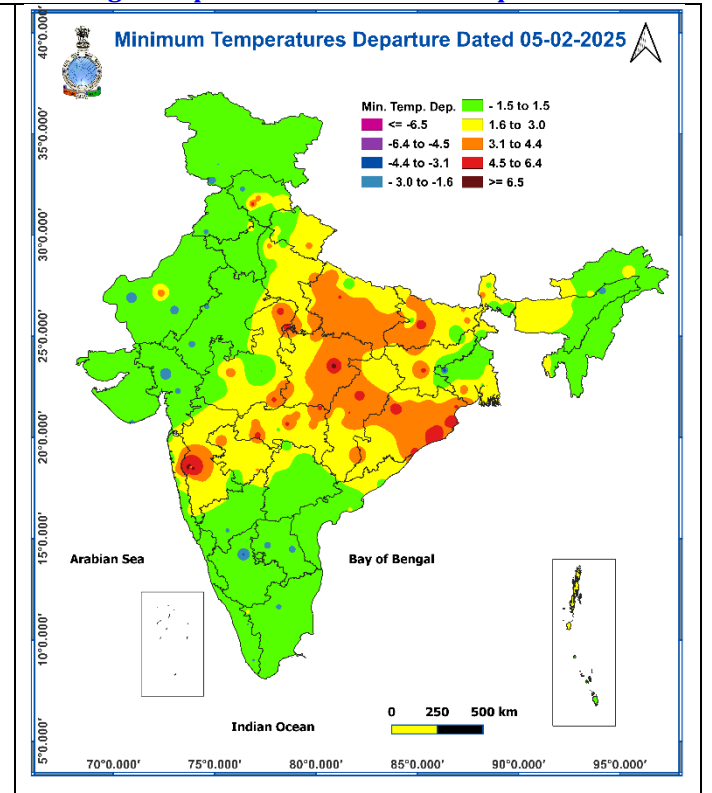 Minimum Temperatures Departure Dated 05-02-2025
Min. Temp. Dep.
<= -6.5
-6.4 to -4.5
-4.4 to -3.1
- 3.0 to -1.6
- 1.5 to 1.5
1.6 to 3.0
3.1 to 4.4
4.5 to 6.4
>= 6.5
40°0.000'
35°0.000'
30°0.000'
25°0.000'
20°0.000'
15°0.000'
10°0.000'
5°0.000'
Arabian Sea
Bay of Bengal
Indian Ocean
0 250 500 km
70°0.000' 75°0.000' 80°0.000' 85°0.000' 90°0.000' 95°0.000'